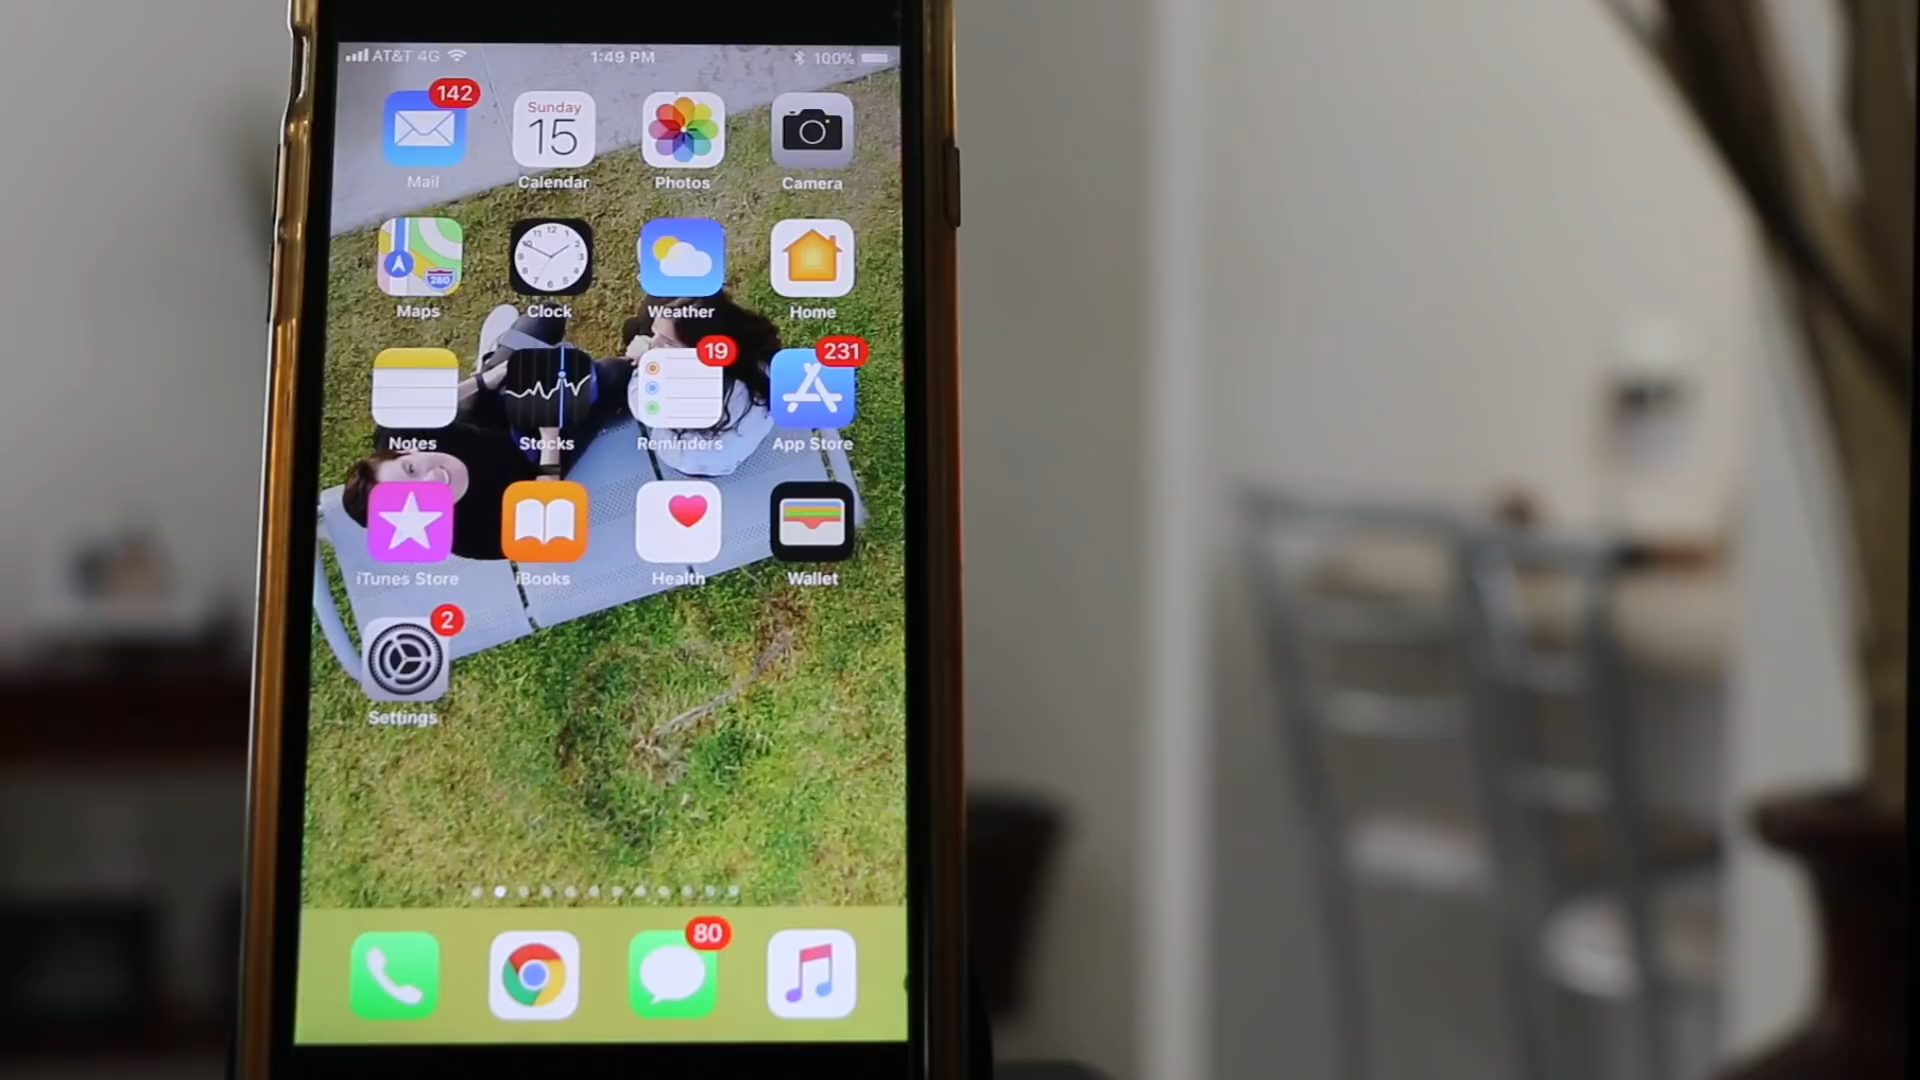 AT&T 4G 1:49 PM 100%
142
Sunday
15
Mail Calendar Photos Camera
280
Maps Clock Weather Home
19 231
Notes Stocks Reminders App Store
iTunes Store iBooks Health Wallet
2
Settings
80